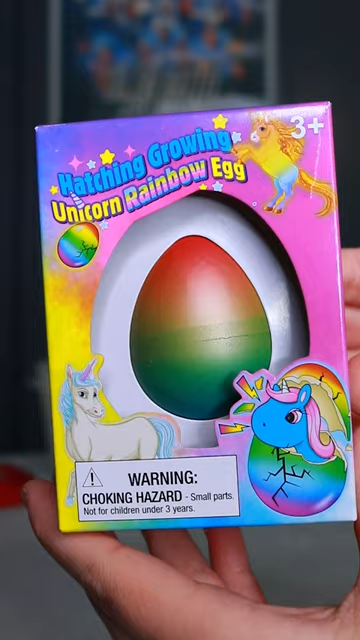 3+
Hatching Growing
Unicorn Rainbow Egg
WARNING:
CHOKING HAZARD - Small parts.
Not for children under 3 years.